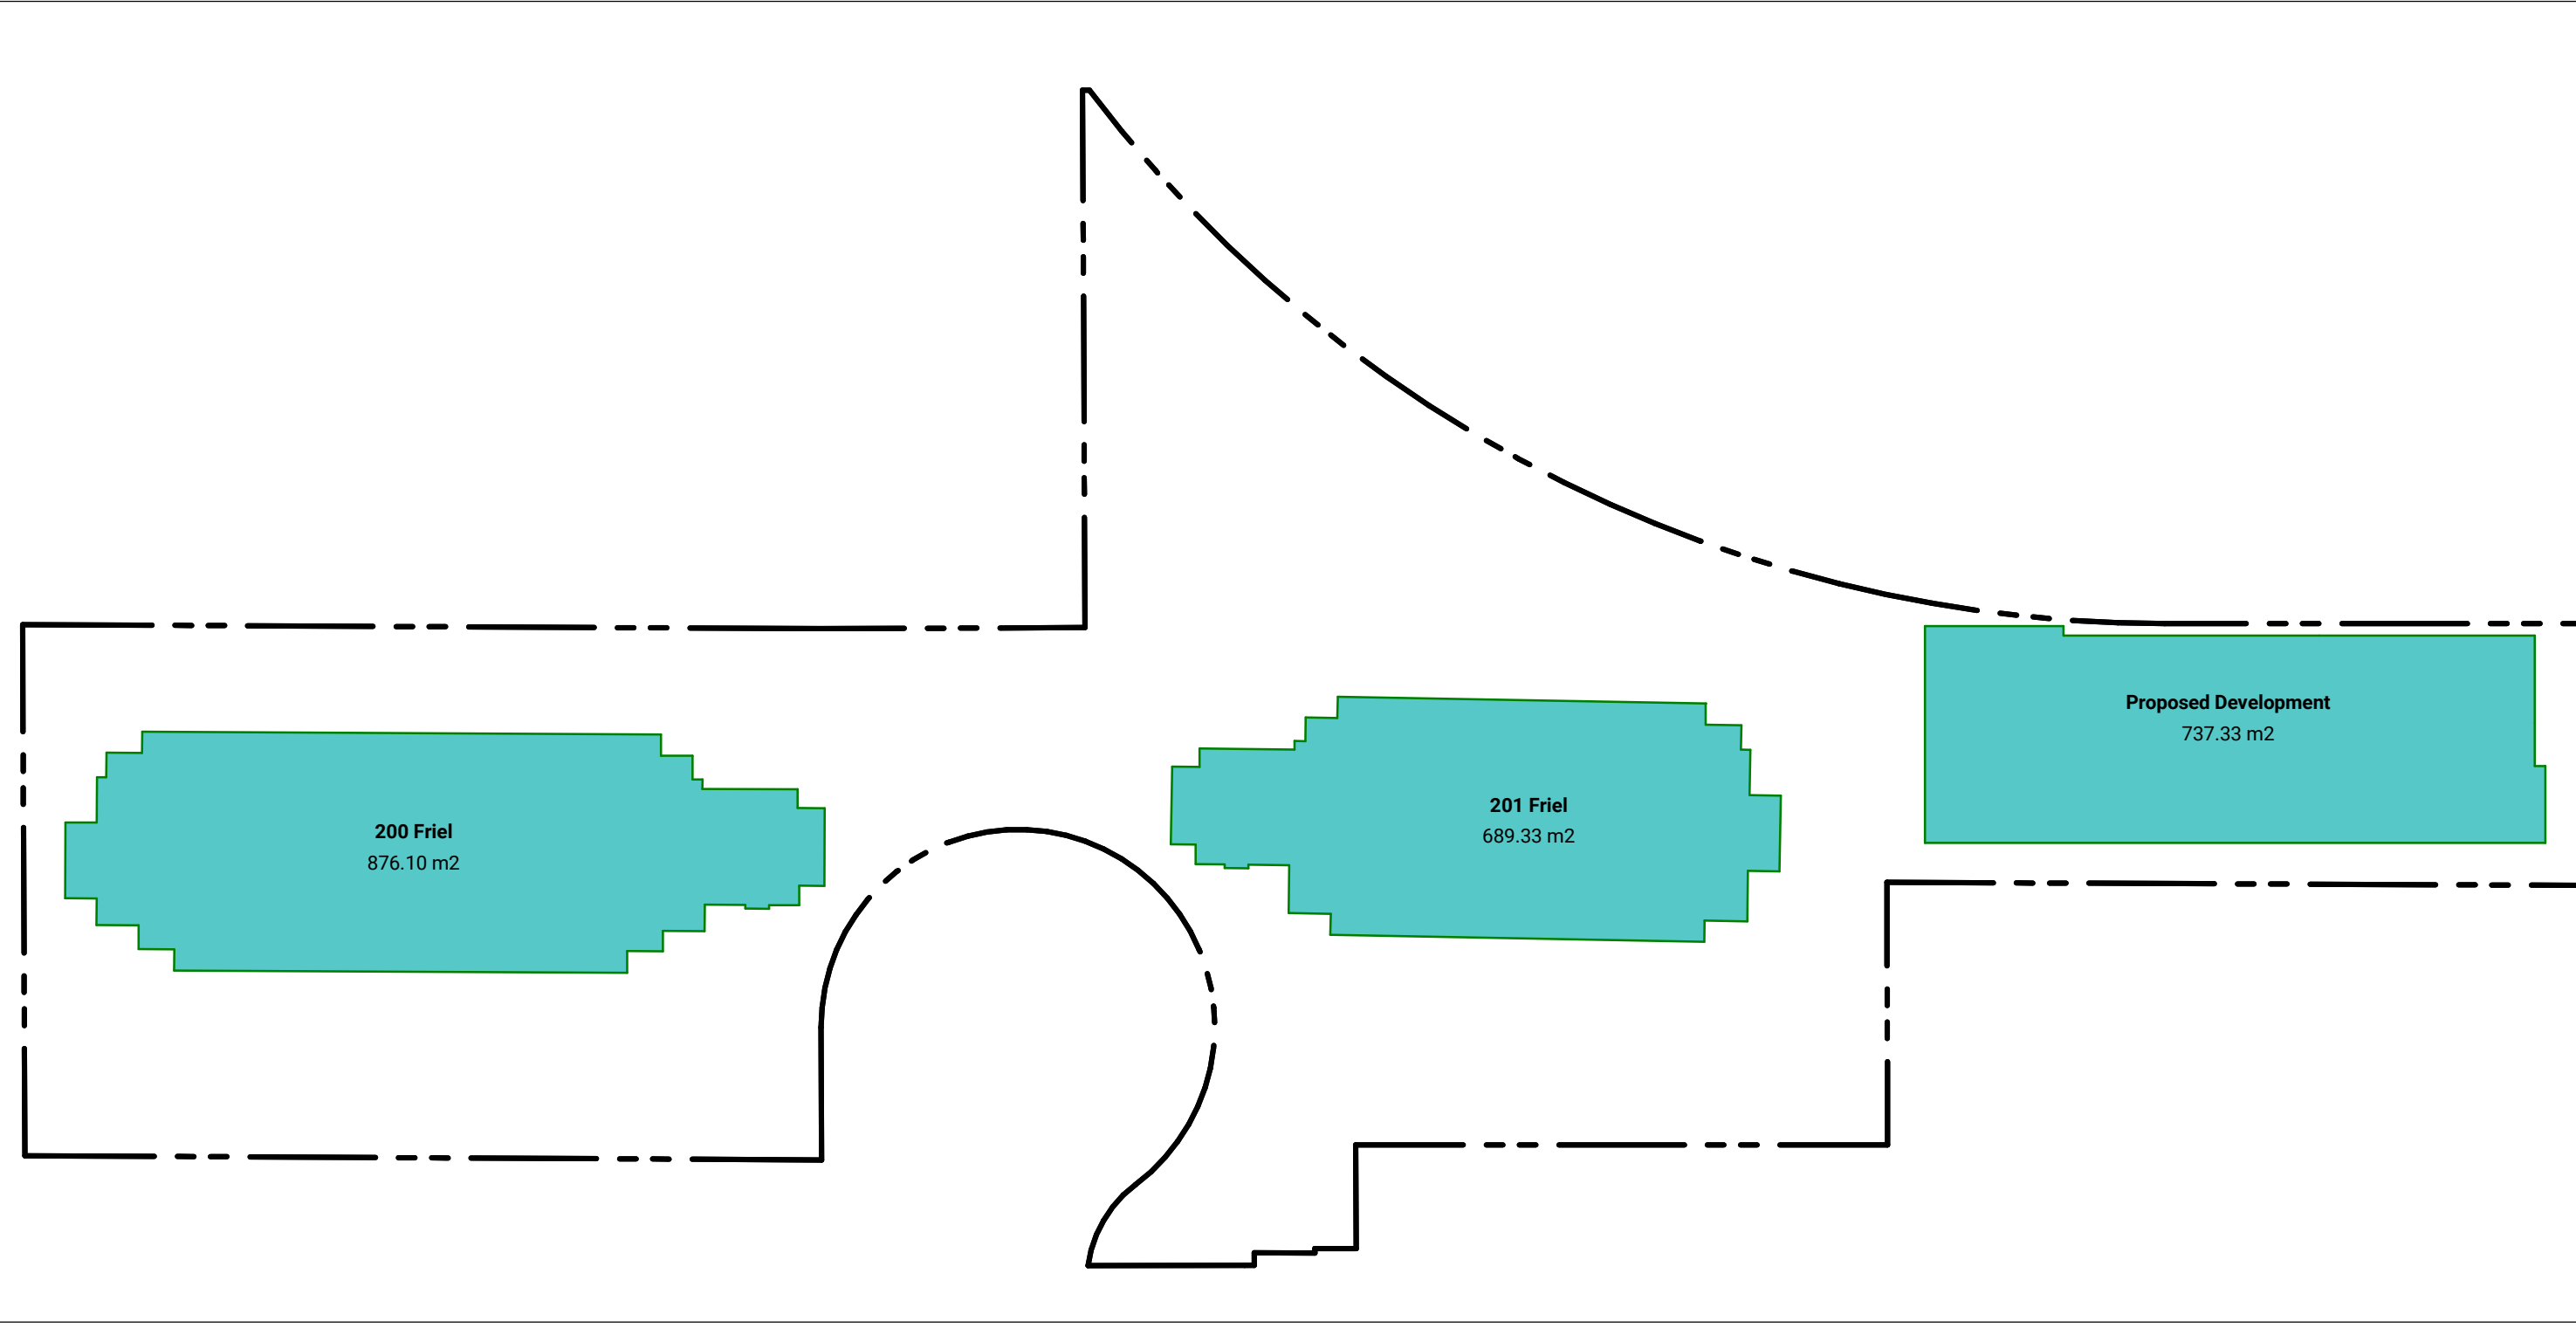 200 Friel
876.10 m2
201 Friel
689.33 m2
Proposed Development
737.33 m2